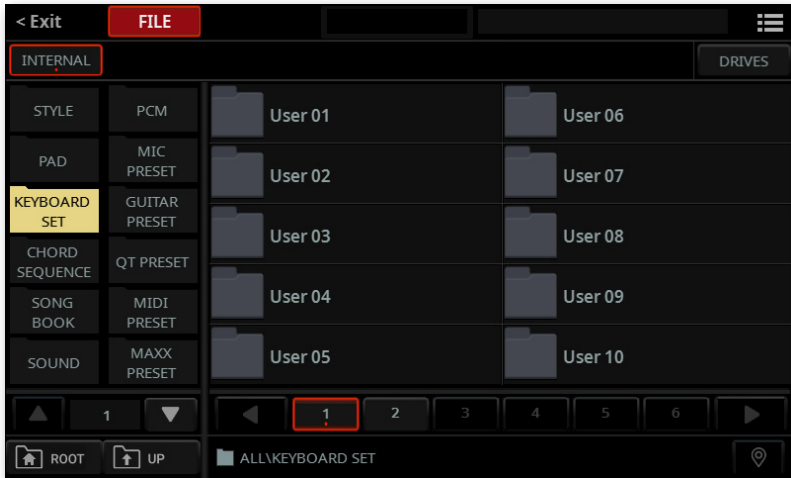 < Exit FILE
INTERNAL DRIVES
STYLE PCM
PAD MIC PRESET
KEYBOARD SET GUITAR PRESET
CHORD SEQUENCE QT PRESET
SONG BOOK MIDI PRESET
SOUND MAXX PRESET
User 01 User 06
User 02 User 07
User 03 User 08
User 04 User 09
User 05 User 10
1 1 2 3 4 5 6
ROOT UP ALL\KEYBOARD SET